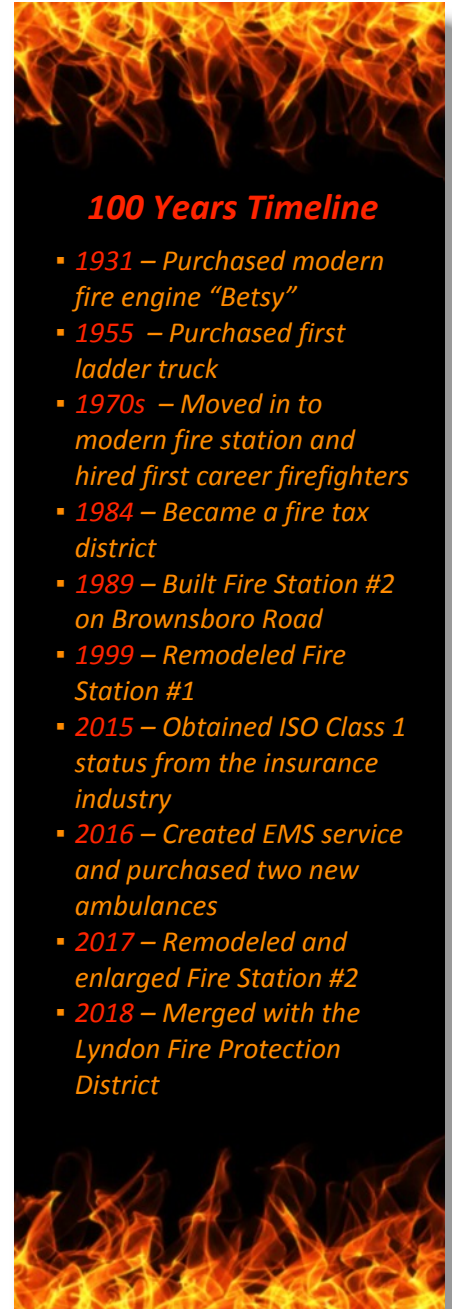 100 Years Timeline
▪ 1931 – Purchased modern
fire engine “Betsy”
▪ 1955 – Purchased first
ladder truck
▪ 1970s – Moved in to
modern fire station and
hired first career firefighters
▪ 1984 – Became a fire tax
district
▪ 1989 – Built Fire Station #2
on Brownsboro Road
▪ 1999 – Remodeled Fire
Station #1
▪ 2015 – Obtained ISO Class 1
status from the insurance
industry
▪ 2016 – Created EMS service
and purchased two new
ambulances
▪ 2017 – Remodeled and
enlarged Fire Station #2
▪ 2018 – Merged with the
Lyndon Fire Protection
District